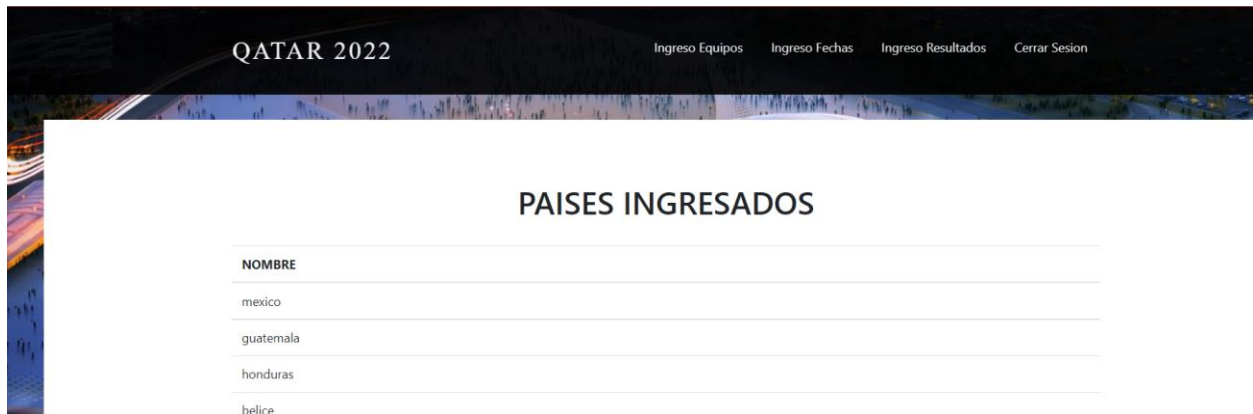 QATAR 2022
Ingreso Equipos Ingreso Fechas Ingreso Resultados Cerrar Sesion
PAISES INGRESADOS
NOMBRE
mexico
guatemala
honduras
belice